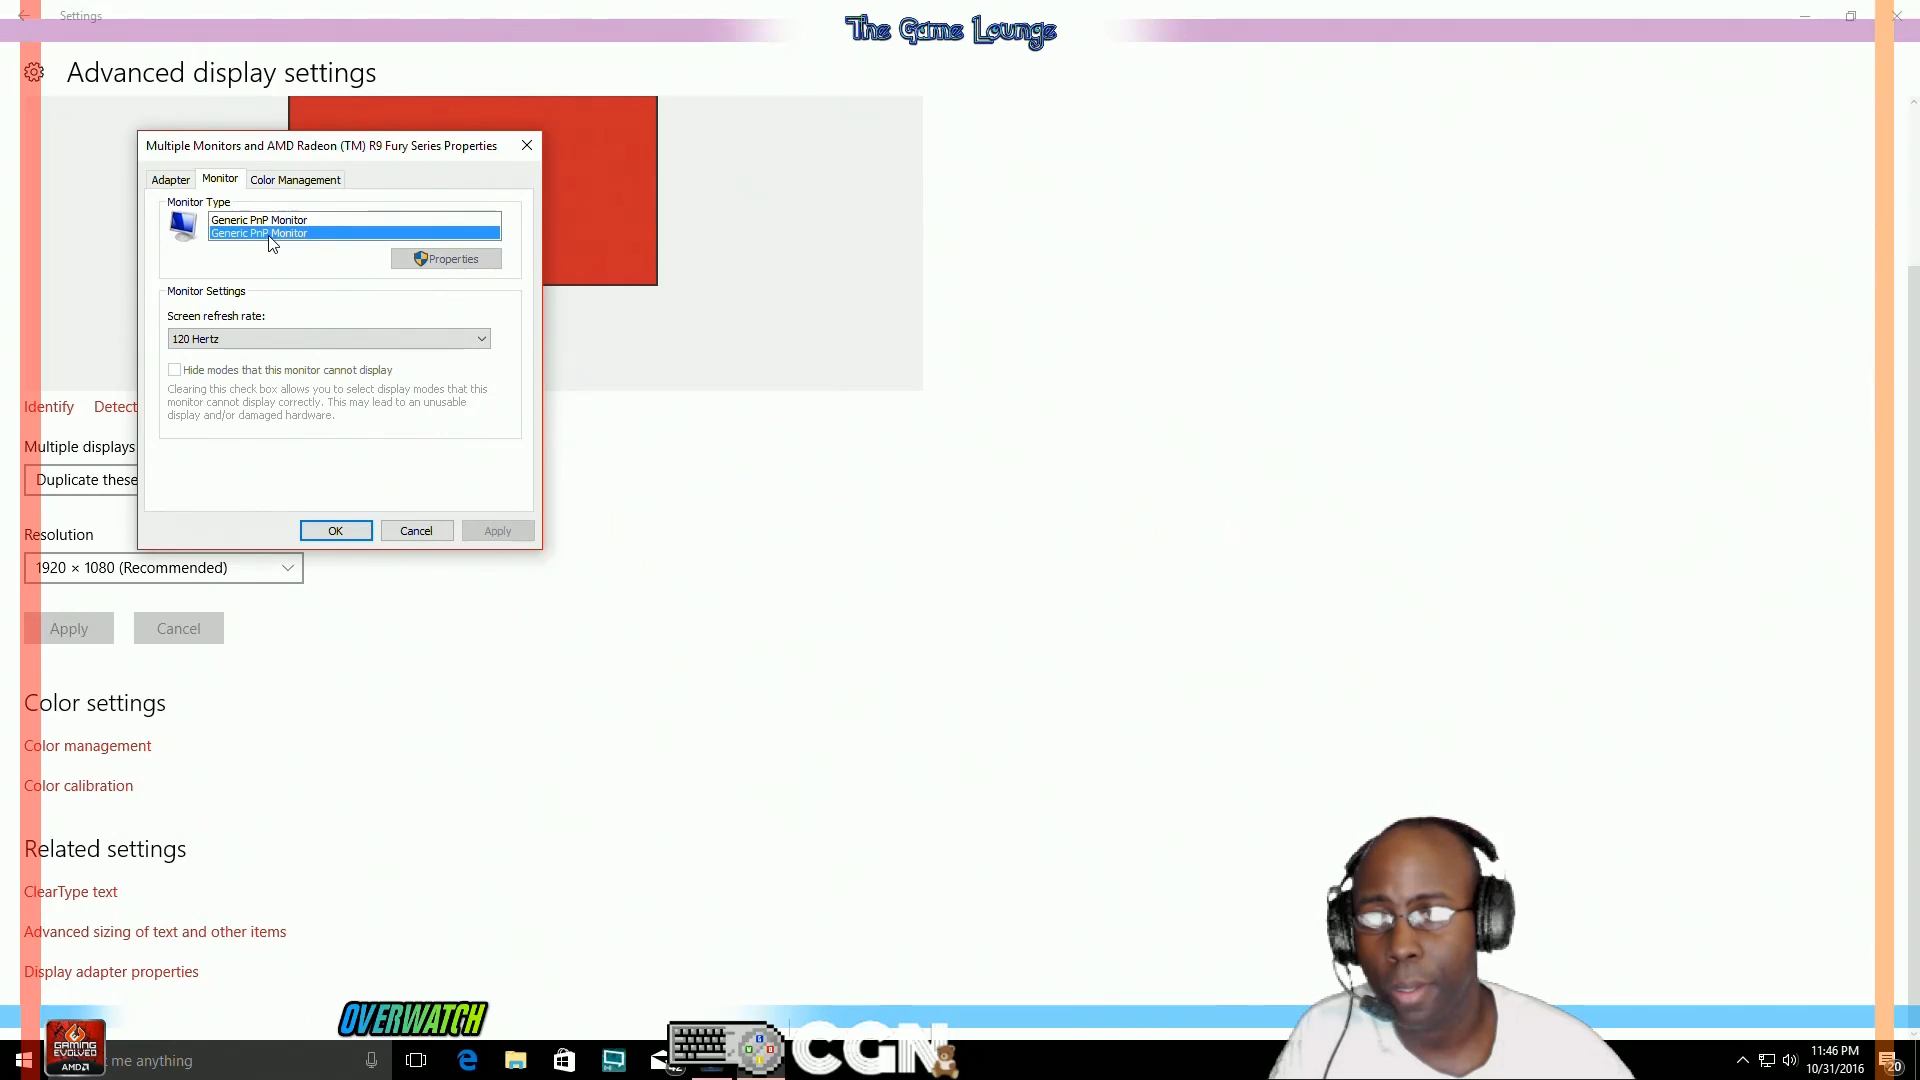 Settings
The Game Lounge
Advanced display settings
Multiple Monitors and AMD Radeon (TM) R9 Fury Series Properties
Adapter
Monitor
Color Management
Monitor Type
Generic PnP Monitor
Generic PnP Monitor
Properties
Monitor Settings
Screen refresh rate:
120 Hertz
Hide modes that this monitor cannot display
Clearing this check box allows you to select display modes that this
monitor cannot display correctly. This may lead to an unusable
display and/or damaged hardware.
OK
Cancel
Apply
Identify
Detect
Multiple displays
Duplicate these
Resolution
1920 × 1080 (Recommended)
Apply
Cancel
Color settings
Color management
Color calibration
Related settings
ClearType text
Advanced sizing of text and other items
Display adapter properties
OVERWATCH
GAMING
EVOLVED
AMD
me anything
42
CGN
11:46 PM
10/31/2016
20